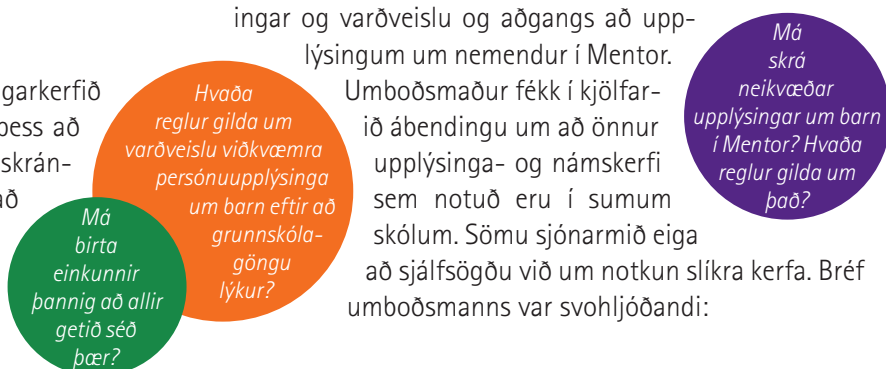 garkerfið
þess að
skrán-
að
Hvaða
reglur gilda um
varðveislu viðkvæmra
persónuupplýsinga
um barn eftir að
grunnskóla-
göngu
lýkur?
Má
birta
einkunnir
þannig að allir
getið séð
þær?
ingar og varðveislu og aðgangs að upp-
lýsingum um nemendur í Mentor.
Umboðsmaður fékk í kjölfar-
ið ábendingu um að önnur
upplýsinga- og námskerfi
sem notuð eru í sumum
skólum. Sömu sjónarmið eiga
að sjálfsögðu við um notkun slíkra kerfa. Bréf
umboðsmanns var svohljóðandi:
Má
skrá
neikvæðar
upplýsingar um barn
í Mentor? Hvaða
reglur gilda um
það?